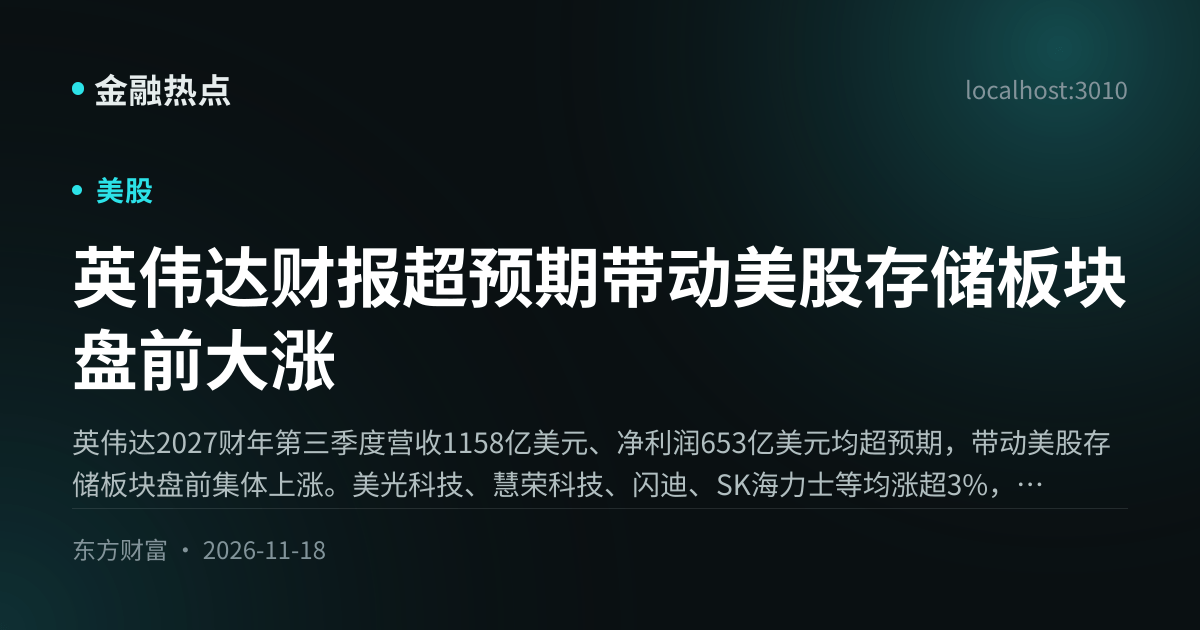 金融热点
localhost:3010
美股
英伟达财报超预期带动美股存储板块
盘前大涨
英伟达2027财年第三季度营收1158亿美元、净利润653亿美元均超预期，带动美股存
储板块盘前集体上涨。美光科技、慧荣科技、闪迪、SK海力士等均涨超3%，…
东方财富 • 2026-11-18